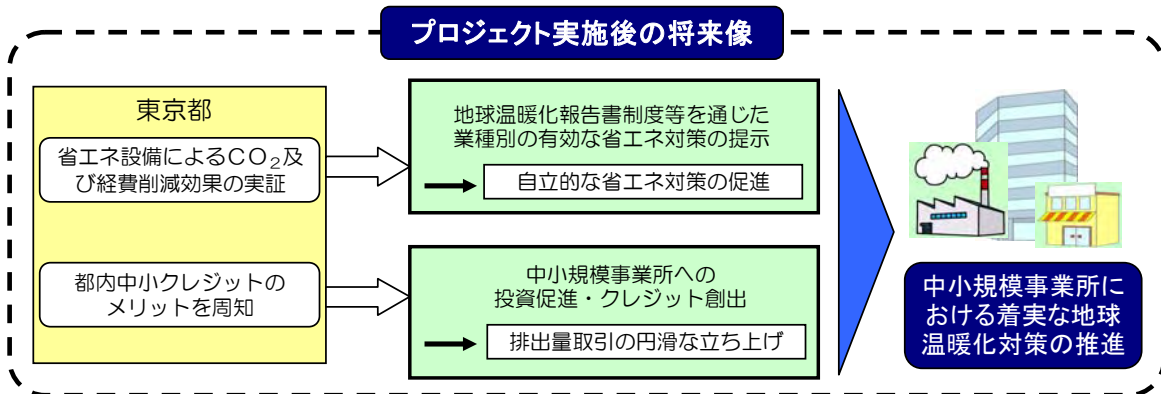 プロジェクト実施後の将来像
東京都
省エネ設備によるCO₂及
び経費削減効果の実証
都内中小クレジットの
メリットを周知
地球温暖化報告書制度等を通じた
業種別の有効な省エネ対策の提示
自立的な省エネ対策の促進
中小規模事業所への
投資促進・クレジット創出
排出量取引の円滑な立ち上げ
中小規模事業所に
おける着実な地球
温暖化対策の推進